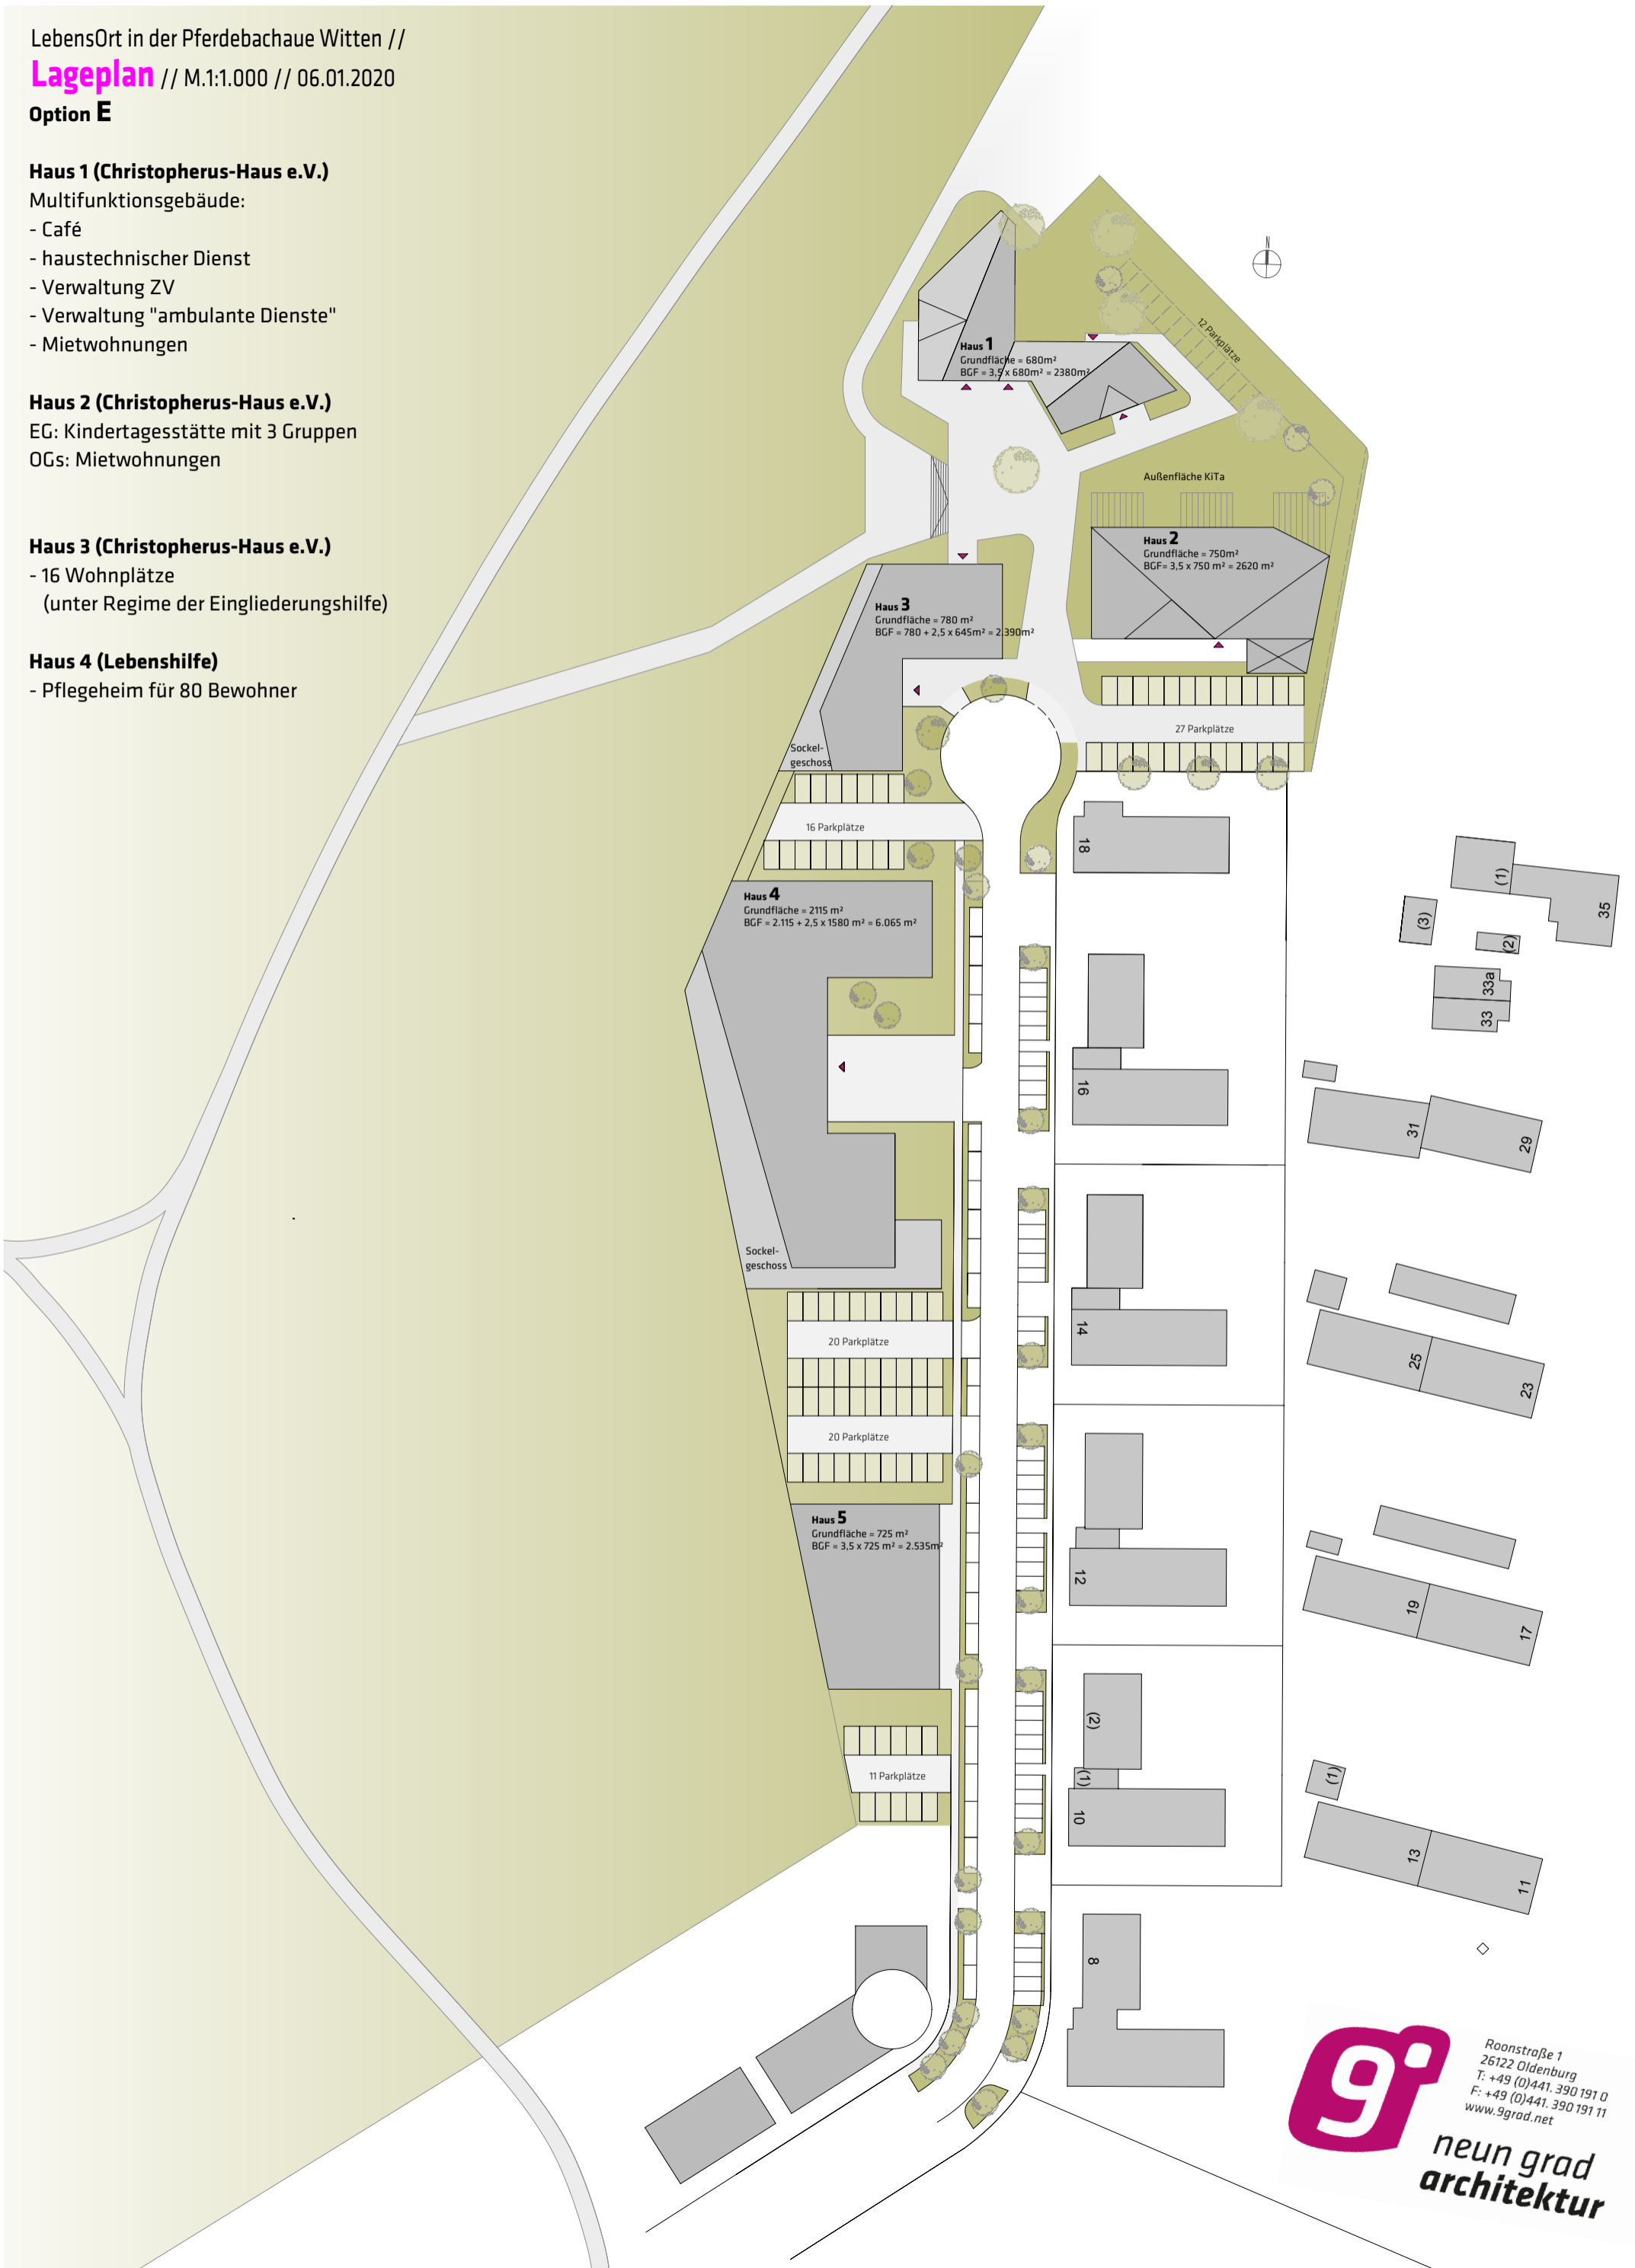 LebensOrt in der Pferdebachaue Witten //
Lageplan // M.1:1.000 // 06.01.2020
Option E
Haus 1 (Christopherus-Haus e.V.)
Multifunktionsgebäude:
- Café
- haustechnischer Dienst
- Verwaltung ZV
- Verwaltung "ambulante Dienste"
- Mietwohnungen
Haus 2 (Christopherus-Haus e.V.)
EG: Kindertagesstätte mit 3 Gruppen
OGs: Mietwohnungen
Haus 3 (Christopherus-Haus e.V.)
- 16 Wohnplätze
(unter Regime der Eingliederungshilfe)
Haus 4 (Lebenshilfe)
- Pflegeheim für 80 Bewohner
N
12 Parkplätze
Haus 1
Grundfläche = 680m²
BGF = 3,5 x 680m² = 2380m²
Außenfläche KiTa
Haus 2
Grundfläche = 750m²
BGF= 3,5 x 750 m² = 2620 m²
Haus 3
Grundfläche = 780 m²
BGF = 780 + 2,5 x 645m² = 2.390m²
27 Parkplätze
Sockel-
geschoss
16 Parkplätze
18
(1)
35
(3)
(2)
33a
33
Haus 4
Grundfläche = 2115 m²
BGF = 2.115 + 2,5 x 1580 m² = 6.065 m²
16
31
29
Sockel-
geschoss
20 Parkplätze
14
25
23
20 Parkplätze
Haus 5
Grundfläche = 725 m²
BGF = 3,5 x 725 m² = 2.535m²
12
19
17
(2)
(1)
10
11 Parkplätze
(1)
13
11
8
9
Roonstraße 1
26122 Oldenburg
T: +49 (0)441. 390 191 0
F: +49 (0)441. 390 191 11
www.9grad.net
neun grad
architektur